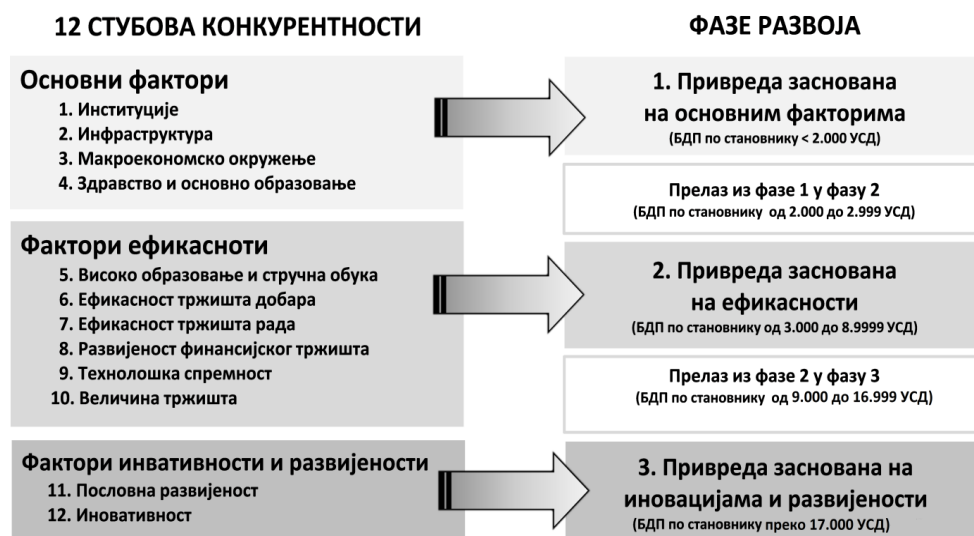 12 СТУБОВА КОНКУРЕНТНОСТИ
Основни фактори
1. Институције
2. Инфраструктура
3. Макроекономско окружење
4. Здравство и основно образовање
Фактори ефикасноти
5. Високо образовање и стручна обука
6. Ефикасност тржишта добара
7. Ефикасност тржишта рада
8. Развијеност финансијског тржишта
9. Технолошка спремност
10. Величина тржишта
Фактори инвативности и развијености
11. Пословна развијеност
12. Иновативност
ФАЗЕ РАЗВОЈА
1. Привреда заснована
на основним факторима
(БДП по становнику < 2.000 УСД)
Прелаз из фазе 1 у фазу 2
(БДП по становнику од 2.000 до 2.999 УСД)
2. Привреда заснована
на ефикасности
(БДП по становнику од 3.000 до 8.9999 УСД)
Прелаз из фазе 2 у фазу 3
(БДП по становнику од 9.000 до 16.999 УСД)
3. Привреда заснована на
иновацијама и развијености
(БДП по становнику преко 17.000 УСД)